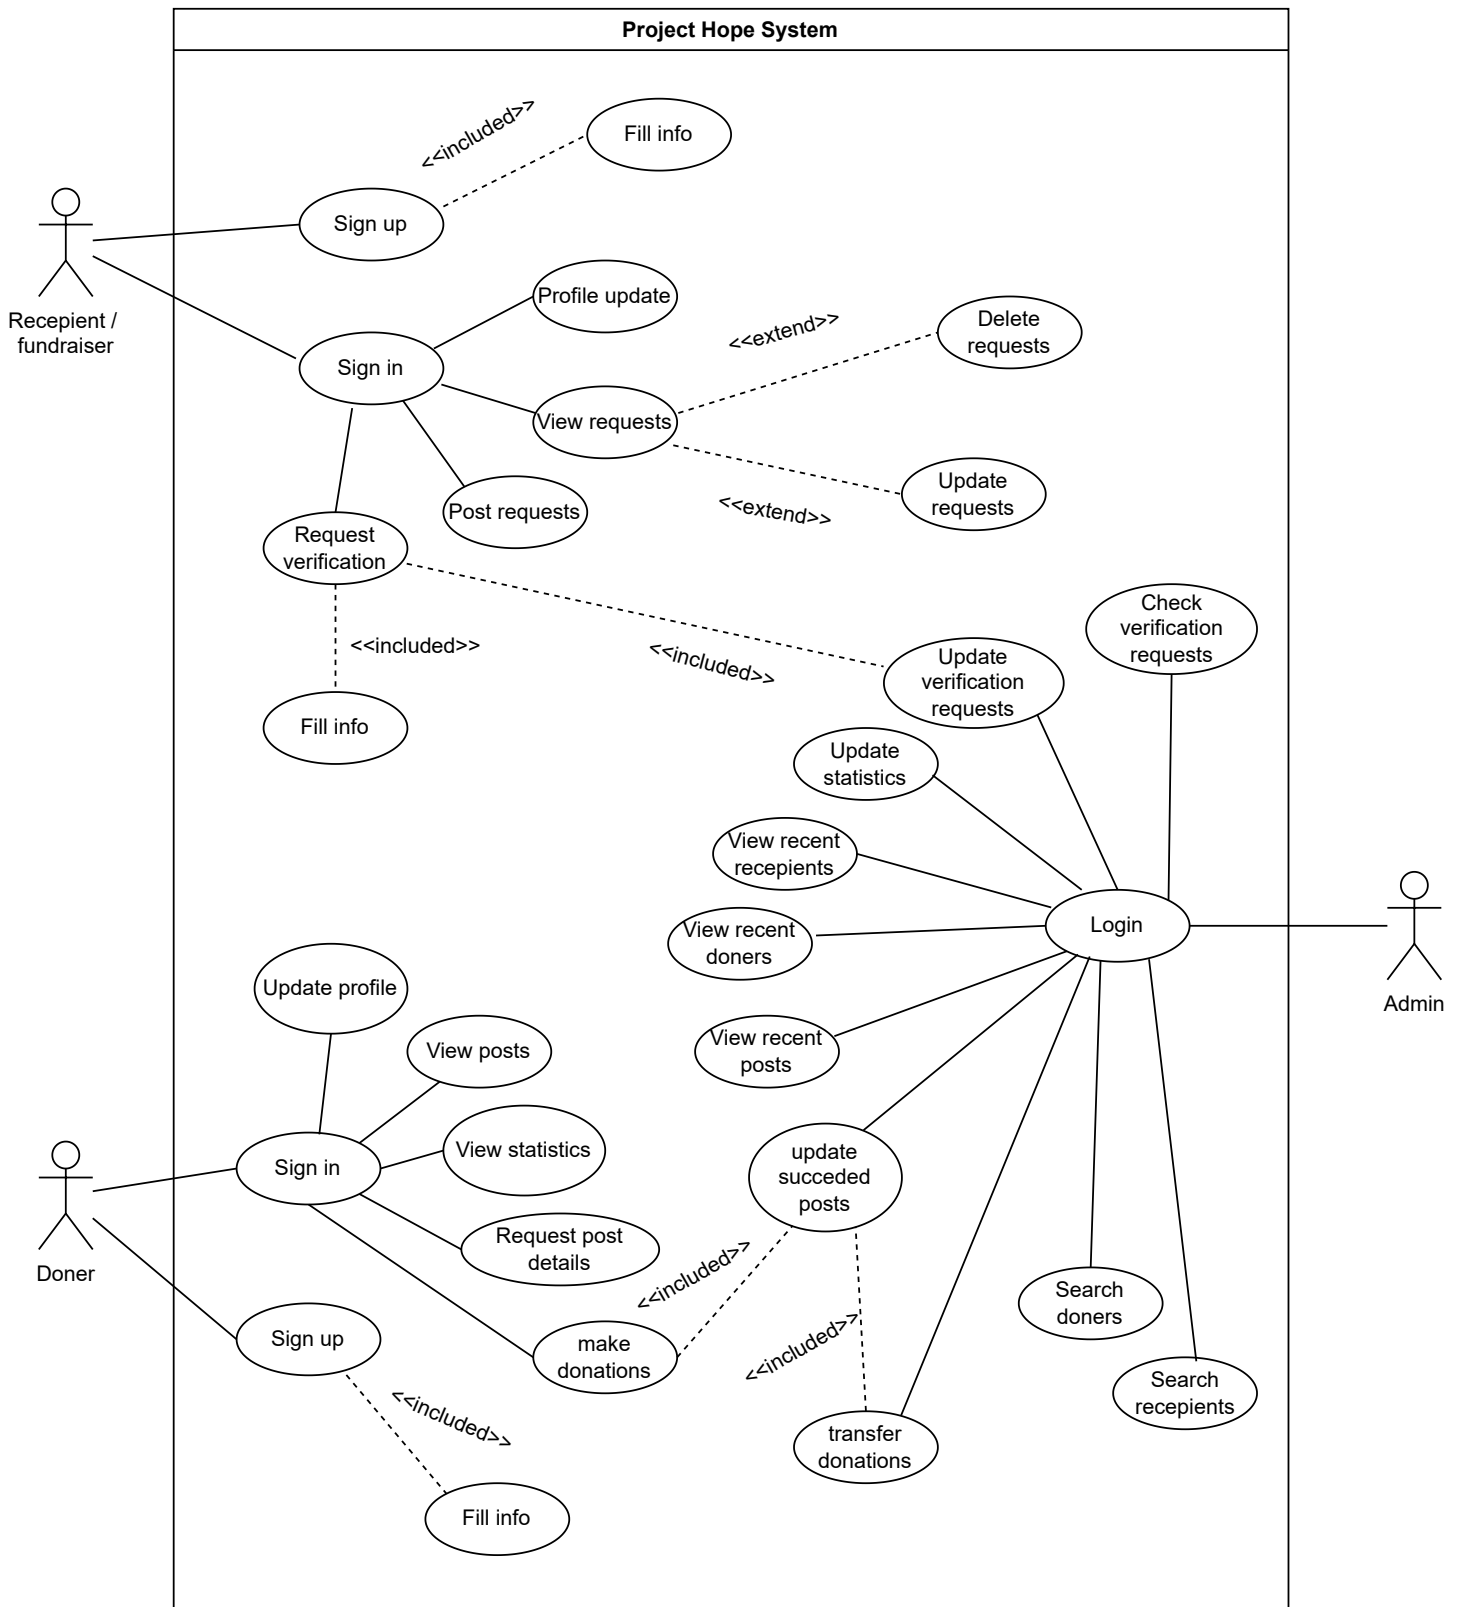 Project Hope System
<<included>>
Fill info
Sign up
Recepient /
fundraiser
Profile update
<<extend>>
Delete
requests
Sign in
View requests
Update
requests
<<extend>>
Post requests
Request
verification
<<included>>
<<included>>
Fill info
Check
verification
requests
Update
verification
requests
Update
statistics
View recent
recepients
View recent
doners
Login
Admin
View recent
posts
Update profile
View posts
View statistics
Sign in
Request post
details
Doner
update
succeded
posts
<<included>>
<<included>>
Search
doners
Sign up
make
donations
Search
recepients
<<included>>
transfer
donations
Fill info